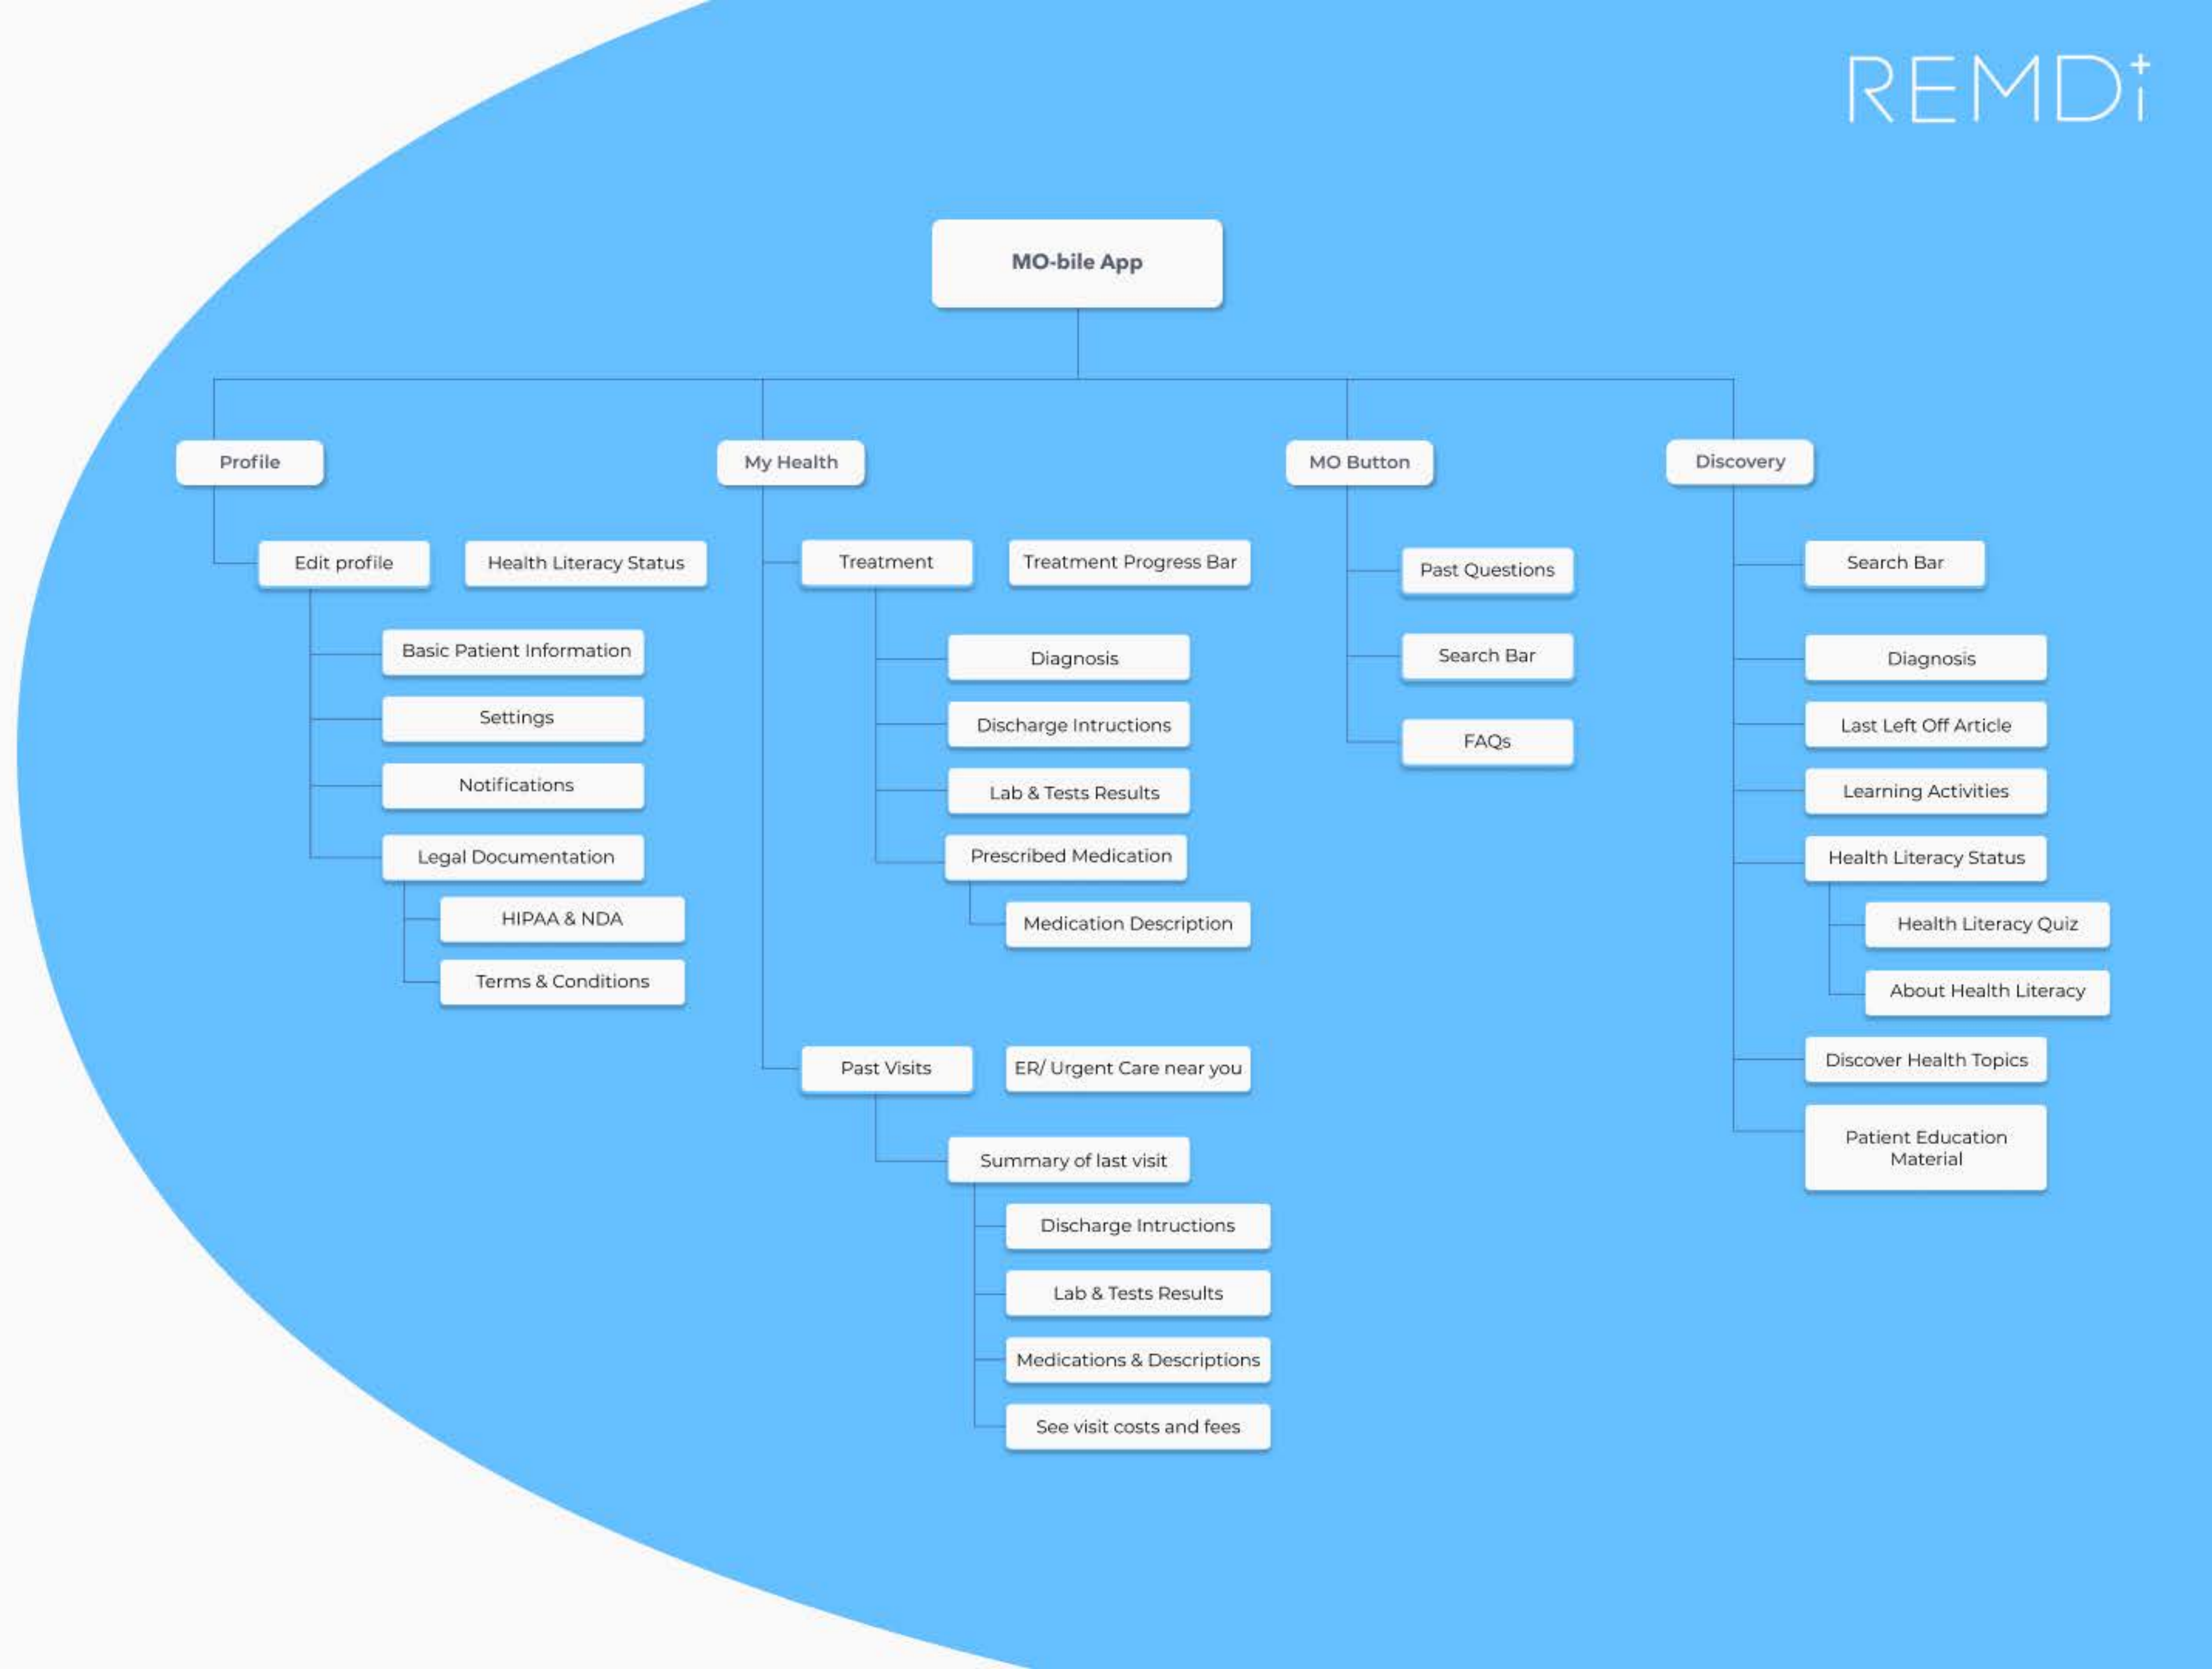 REMDi
MO-bile App
Profile
My Health
MO Button
Discovery
Edit profile
Health Literacy Status
Basic Patient Information
Settings
Notifications
Legal Documentation
HIPAA & NDA
Terms & Conditions
Treatment
Treatment Progress Bar
Diagnosis
Discharge Intructions
Lab & Tests Results
Prescribed Medication
Medication Description
Past Visits
ER/ Urgent Care near you
Summary of last visit
Discharge Intructions
Lab & Tests Results
Medications & Descriptions
See visit costs and fees
Past Questions
Search Bar
FAQs
Search Bar
Diagnosis
Last Left Off Article
Learning Activities
Health Literacy Status
Health Literacy Quiz
About Health Literacy
Discover Health Topics
Patient Education
Material